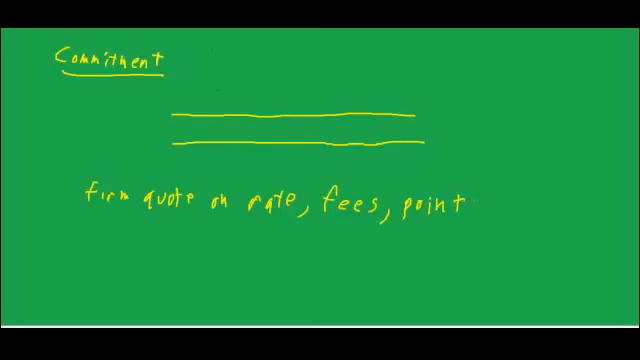 Commitment
firm quote on rate, fees, point